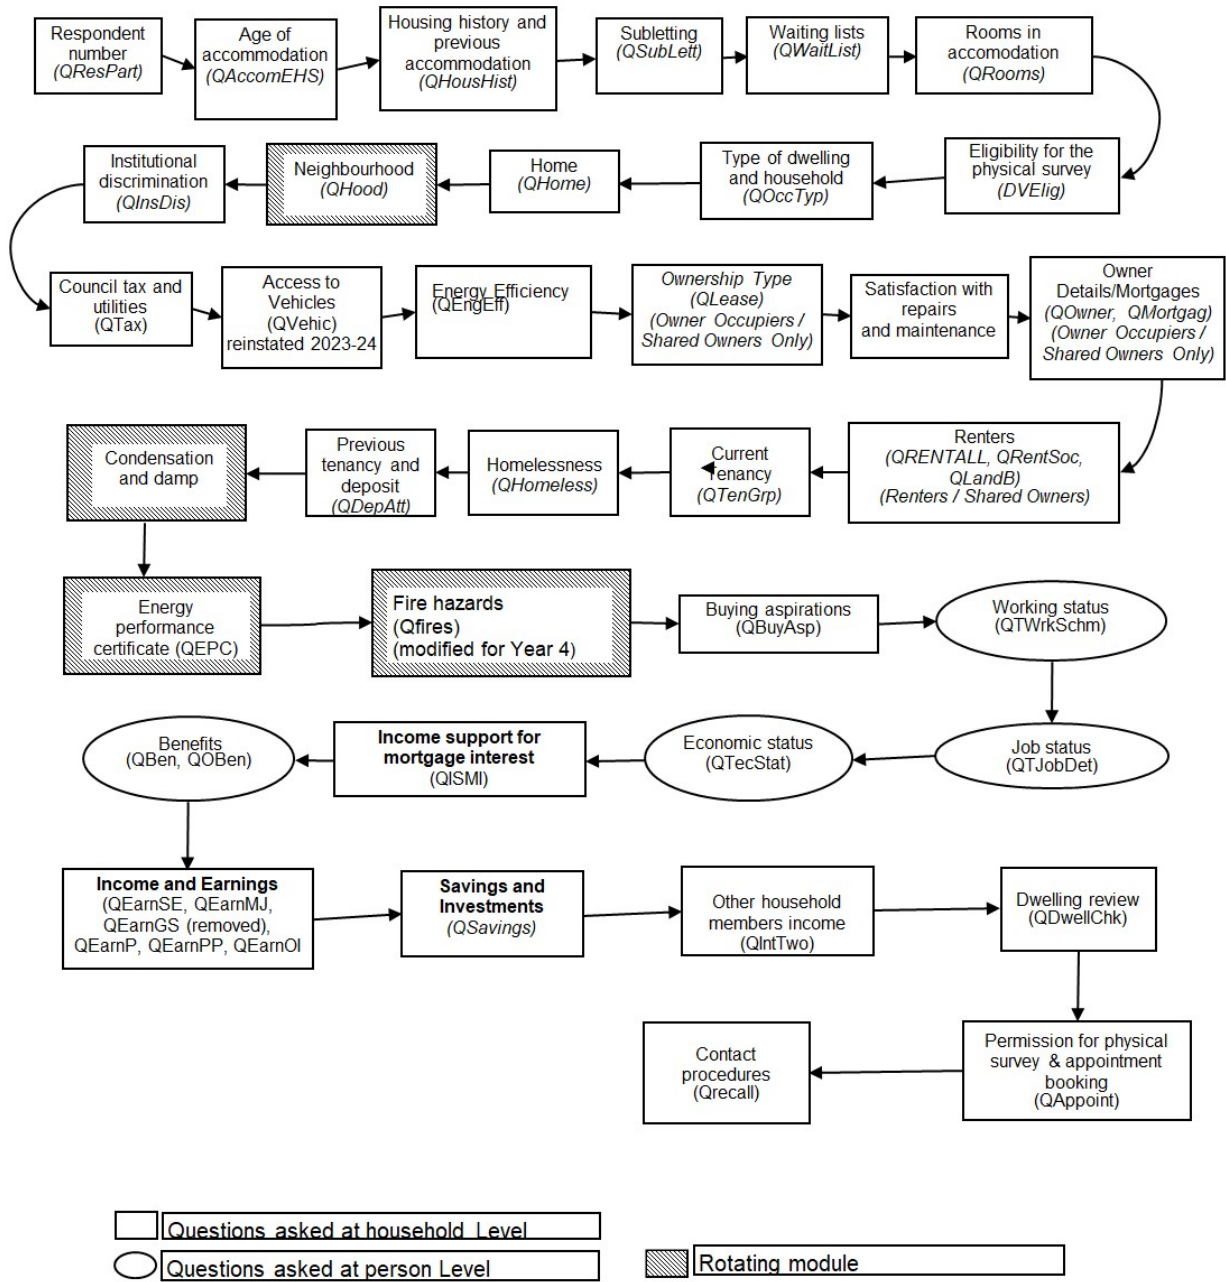 Respondent
number
(QResPart)
Age of
accommodation
(QAccomEHS)
Housing history and
previous
accommodation
(QHousHist)
Subletting
(QSubLett)
Waiting lists
(QWaitList)
Rooms in
accomodation
(QRooms)
Eligibility for the
physical survey
(DVElig)
Type of dwelling
and household
(QOccTyp)
Home
(QHome)
Neighbourhood
(QHood)
Institutional
discrimination
(QInsDis)
Council tax and
utilities
(QTax)
Access to
Vehicles
(QVehic)
reinstated 2023-24
Energy Efficiency
(QEngEff)
Ownership Type
(QLease)
(Owner Occupiers /
Shared Owners Only)
Satisfaction with
repairs
and maintenance
Owner
Details/Mortgages
(QOwner, QMortgag)
(Owner Occupiers /
Shared Owners Only)
Renters
(QRENTALL, QRentSoc,
QLandB)
(Renters / Shared Owners)
Current
Tenancy
(QTenGrp)
Homelessness
(QHomeless)
Previous
tenancy and
deposit
(QDepAtt)
Condensation
and damp
Energy
performance
certificate (QEPC)
Fire hazards
(Qfires)
(modified for Year 4)
Buying aspirations
(QBuyAsp)
Working status
(QTWrkSchm)
Job status
(QTJobDet)
Economic status
(QTecStat)
Income support for
mortgage interest
(QISMI)
Benefits
(QBen, QOBen)
Income and Earnings
(QEarnSE, QEarnMJ,
QEarnGS (removed),
QEarnP, QEarnPP, QEarnOI
Savings and
Investments
(QSavings)
Other household
members income
(QIntTwo)
Dwelling review
(QDwellChk)
Permission for physical
survey & appointment
booking
(QAppoint)
Contact
procedures
(Qrecall)
Questions asked at household Level
Questions asked at person Level
Rotating module